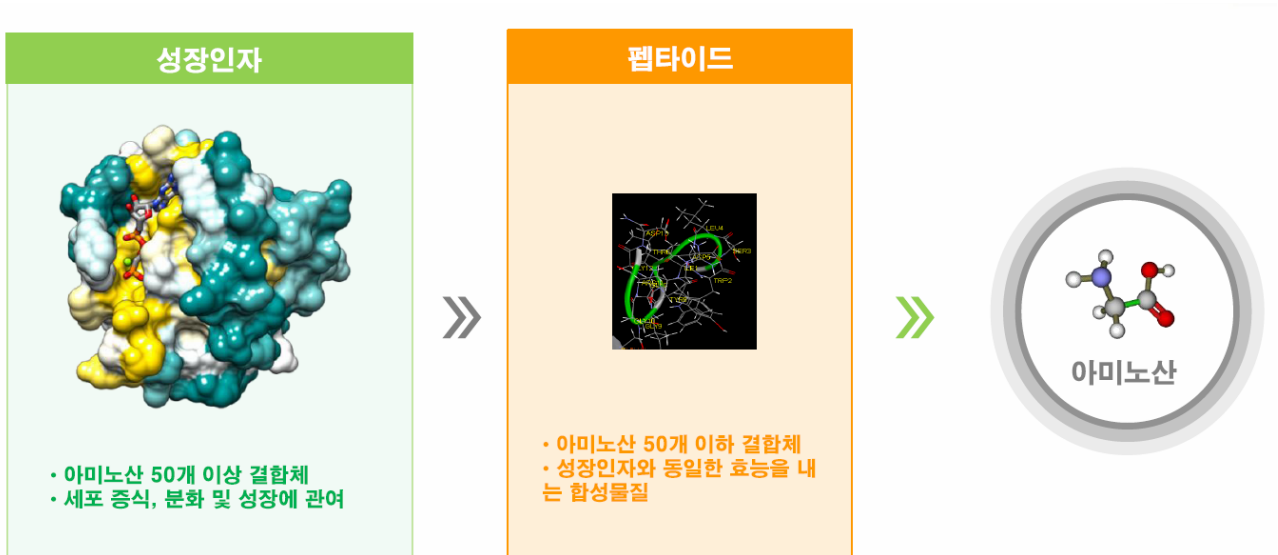 성장인자
펩타이드
LEU4
SER3
TRP2
아미노산
• 아미노산 50개 이상 결합체
• 세포 증식, 분화 및 성장에 관여
• 아미노산 50개 이하 결합체
• 성장인자와 동일한 효능을 내
는 합성물질